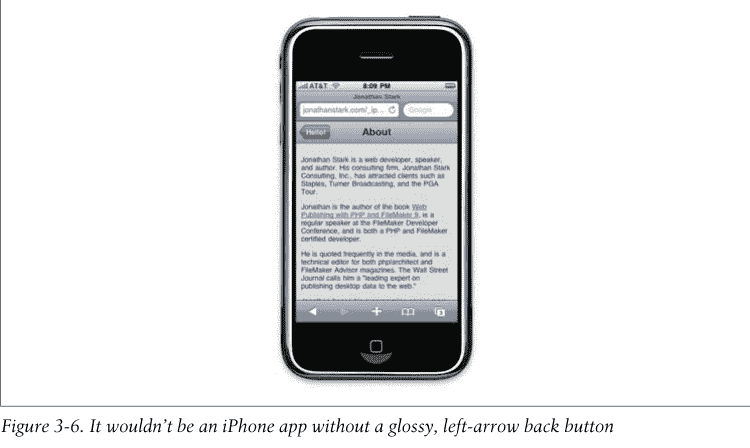 AT&T 8:09 PM
Jonathan Stark
jonathanstark.com/_ip... Google
Hello! About
Jonathan Stark is a web developer, speaker,
and author. His consulting firm, Jonathan Stark
Consulting, Inc., has attracted clients such as
Staples, Turner Broadcasting, and the PGA
Tour.
Jonathan is the author of the book Web
Publishing with PHP and FileMaker 9, is a
regular speaker at the FileMaker Developer
Conference, and is both a PHP and FileMaker
certified developer.
He is quoted frequently in the media, and is a
technical editor for both php|architect and
FileMaker Advisor magazines. The Wall Street
Journal calls him a "leading expert on
publishing desktop data to the web."
Figure 3-6. It wouldn’t be an iPhone app without a glossy, left-arrow back button